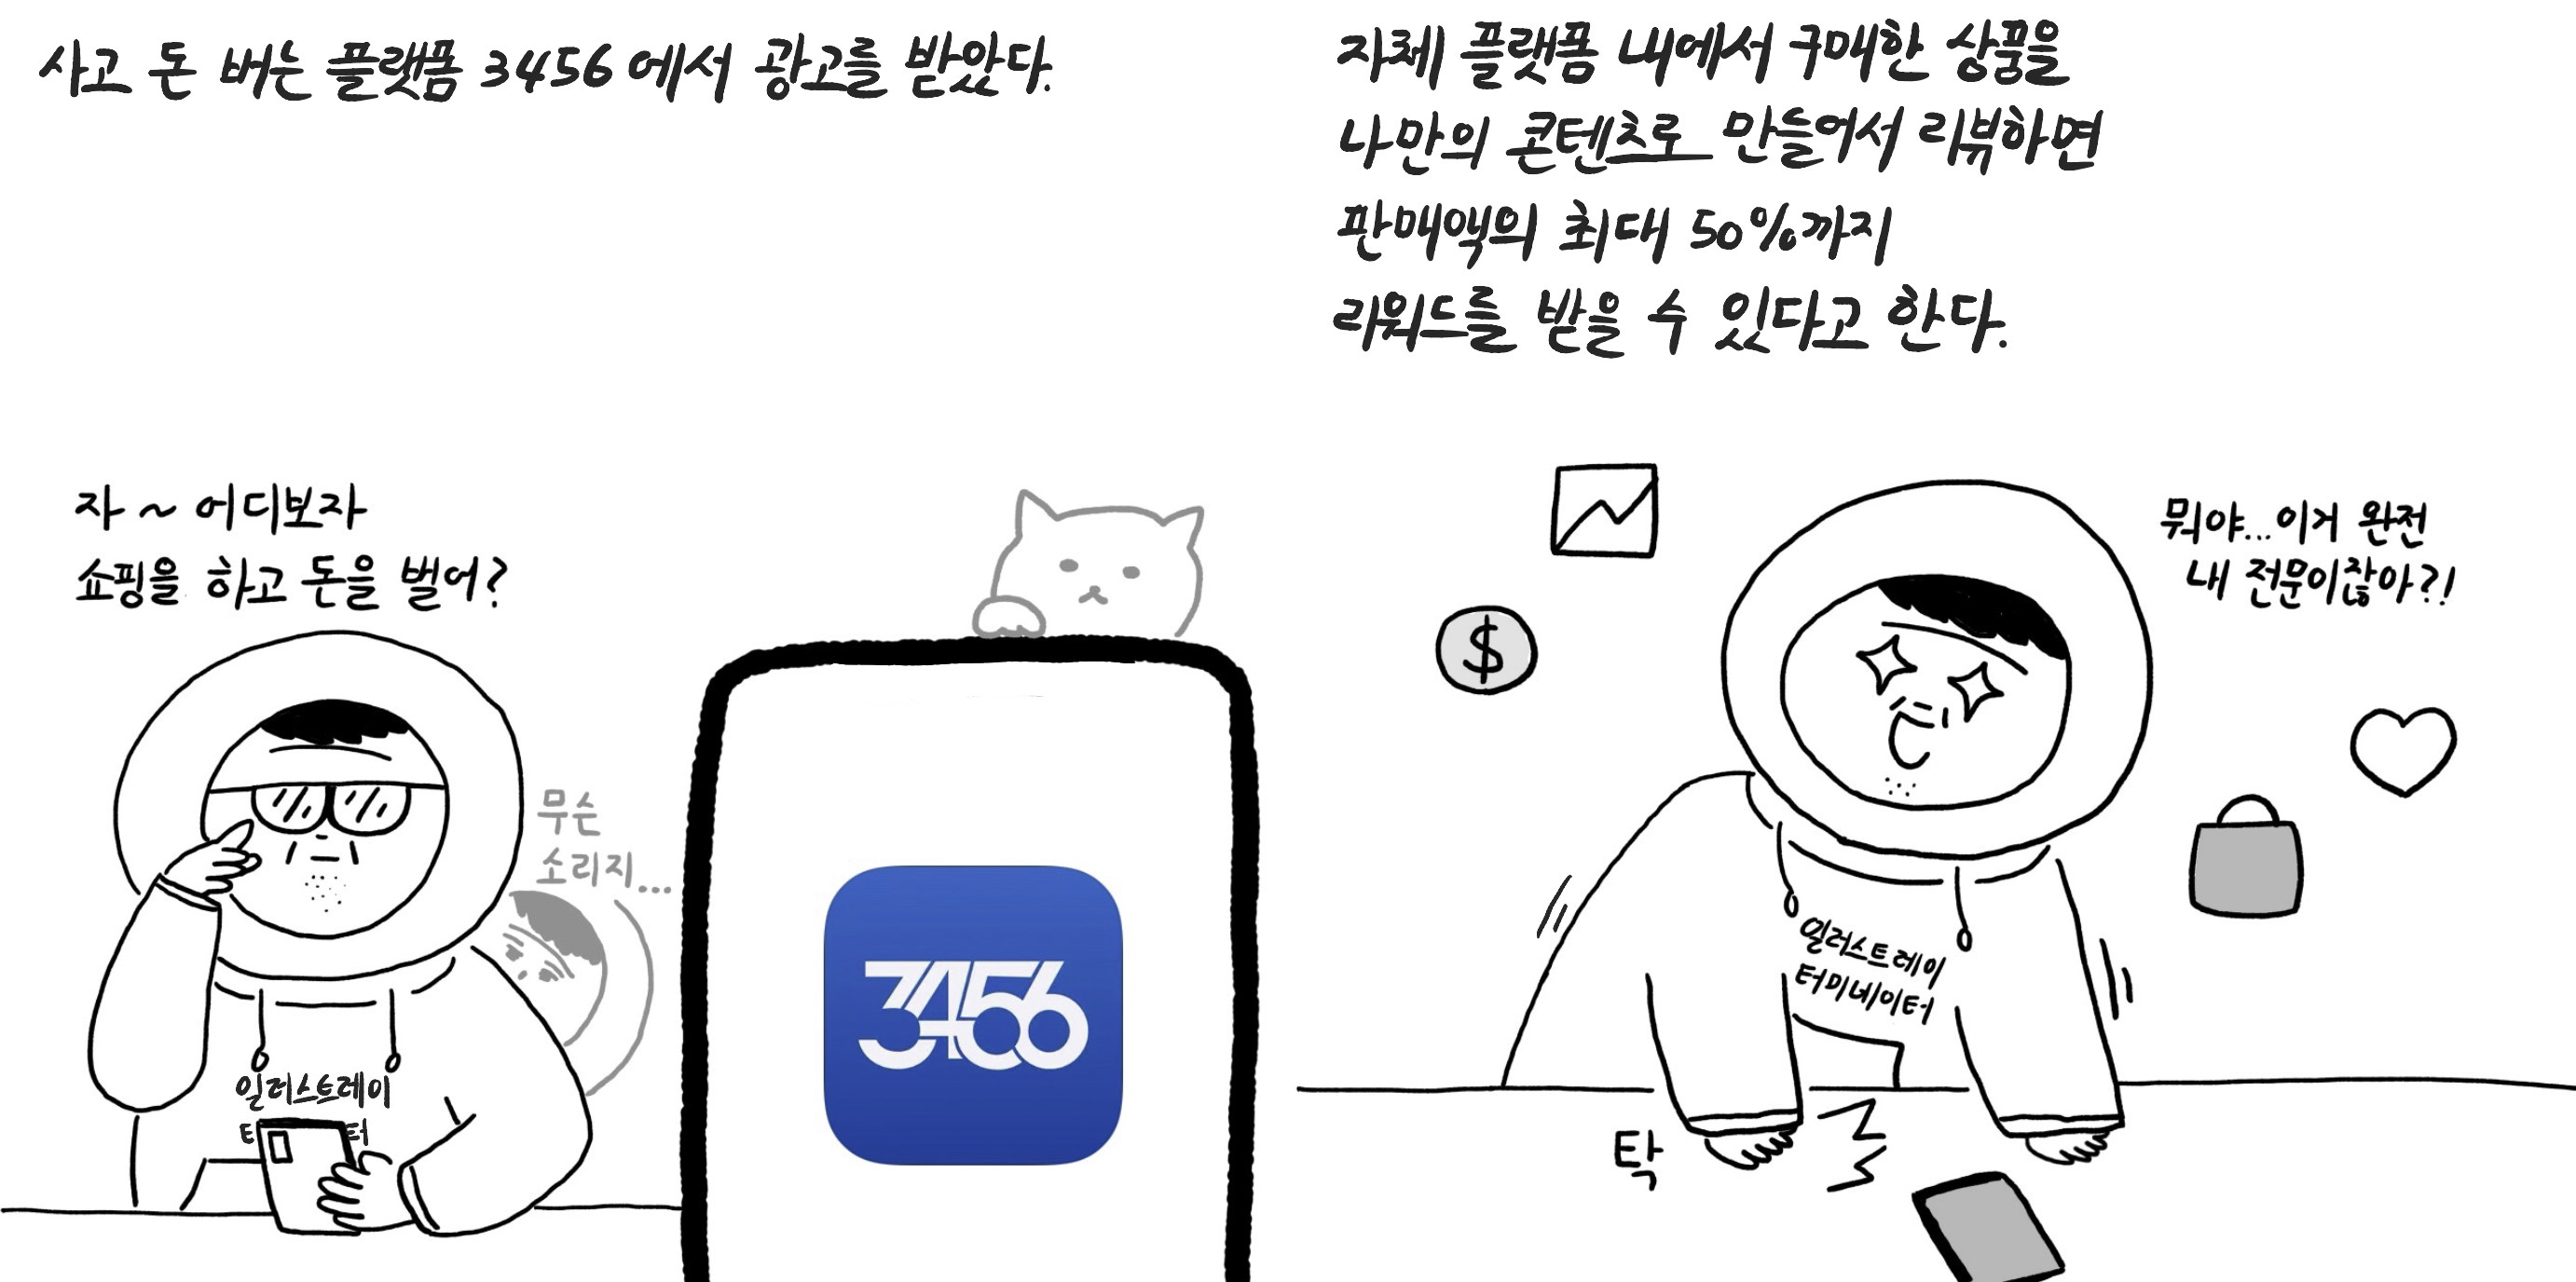 사고 돈 버는 플랫폼 3456에서 광고를 받았다.
자~ 어디보자
쇼핑을 하고 돈을 벌어?
무슨
소리지...
3456
일러스트레이
터
자체 플랫폼 내에서 구매한 상품을
나만의 콘텐츠로 만들어서 리뷰하면
판매액의 최대 50%까지
리워드를 받을 수 있다고 한다.
뭐야...이거 완전
내 전문이잖아?!
$
일러스트레이
터미네이터
탁